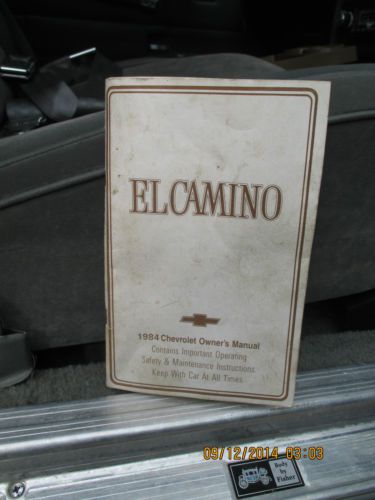 EL CAMINO
1984 Chevrolet Owner's Manual
Contains Important Operating
Safety & Maintenance Instructions
Keep With Car At All Times
09/12/2014 03:03
Body by
Fisher